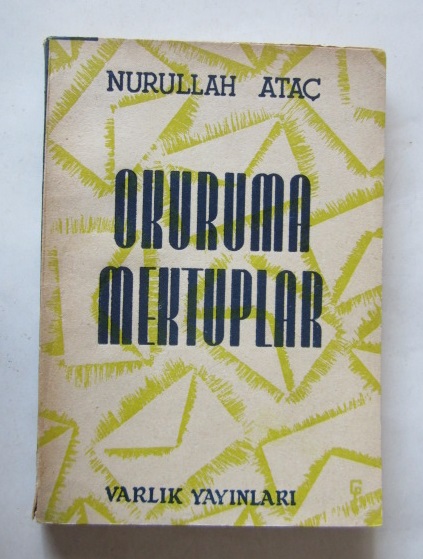 NURULLAH ATAÇ
OKURUMA
MEKTUPLAR
VARLIK YAYINLARI